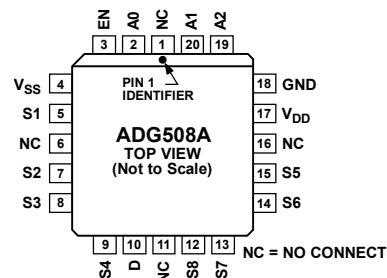 EN A0 NC A1 A2
3 2 1 20 19
VSS 4
S1 5
NC 6
S2 7
S3 8
PIN 1
IDENTIFIER
ADG508A
TOP VIEW
(Not to Scale)
18 GND
17 VDD
16 NC
15 S5
14 S6
9 10 11 12 13
S4 D NC S8 S7
NC = NO CONNECT